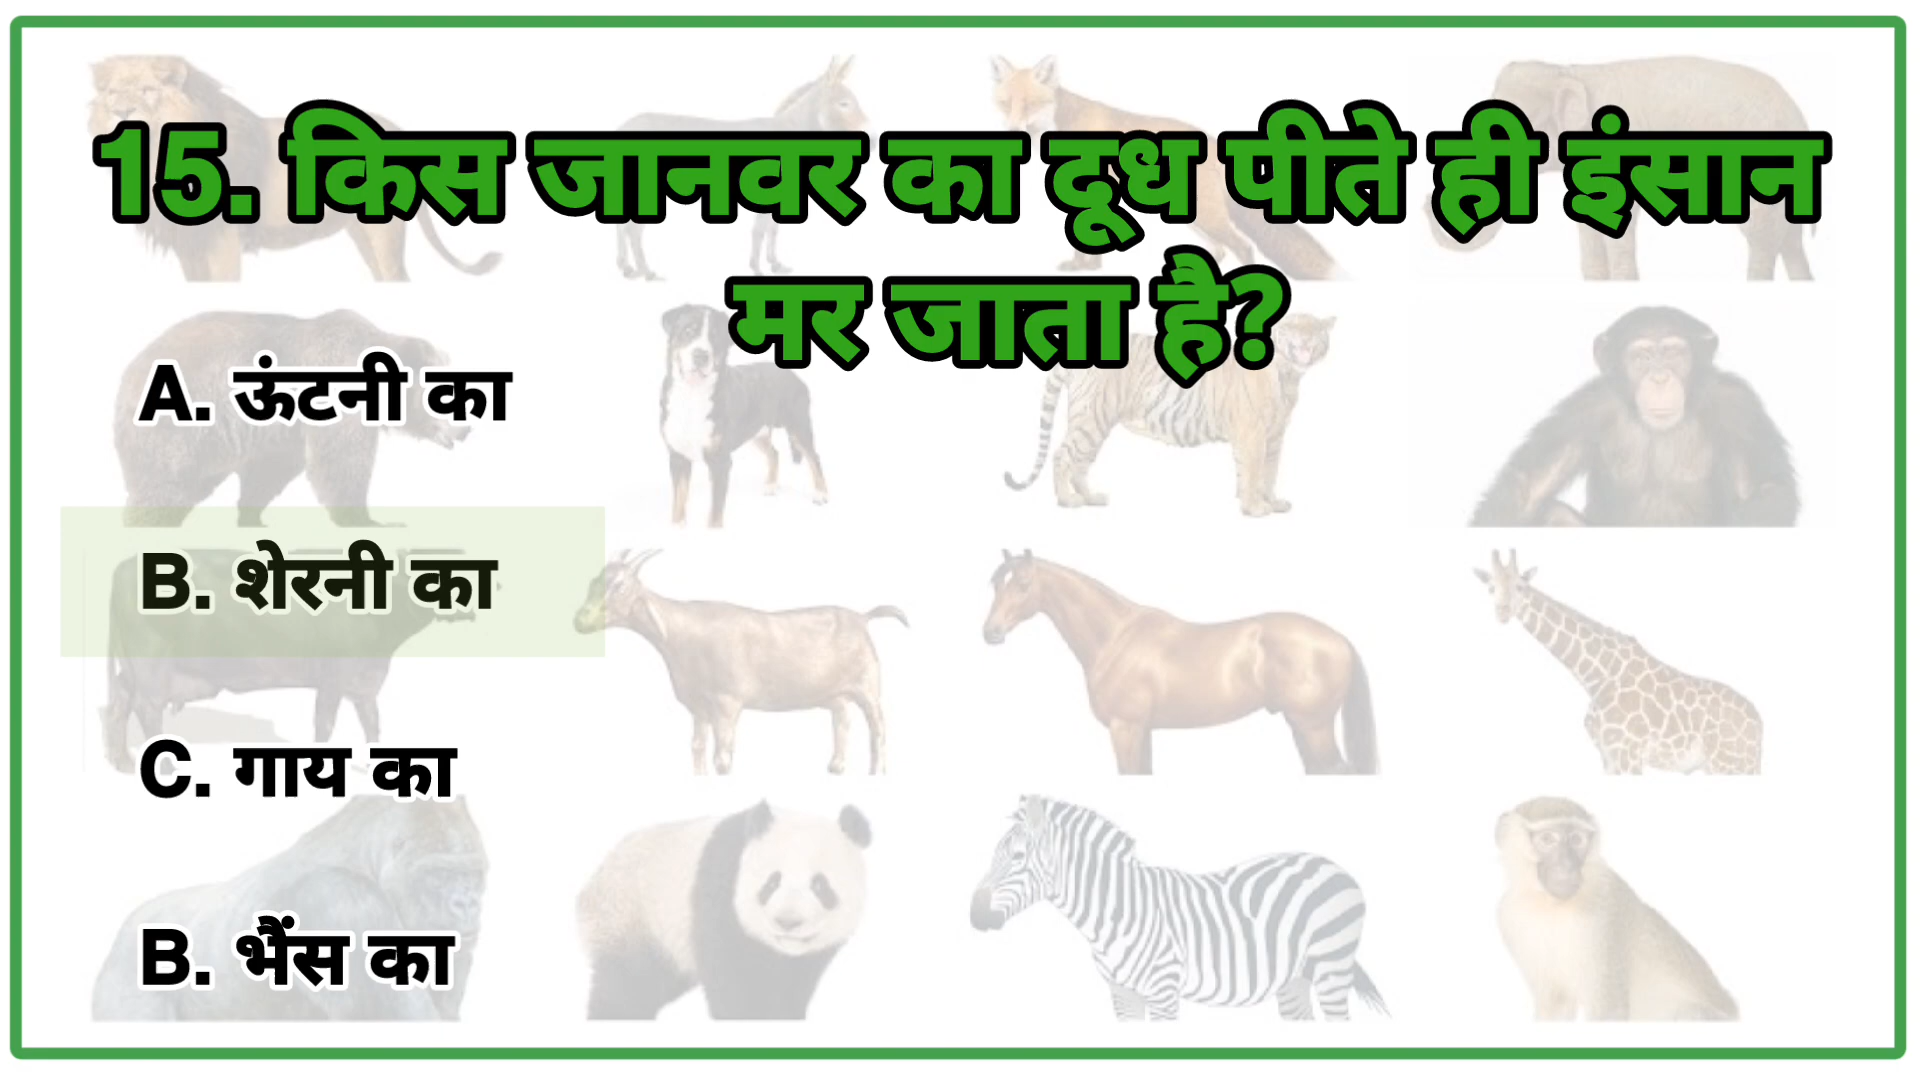 15. किस जानवर का दूध पीते ही इंसान
मर जाता है?
A. ऊंटनी का
B. शेरनी का
C. गाय का
B. भैंस का